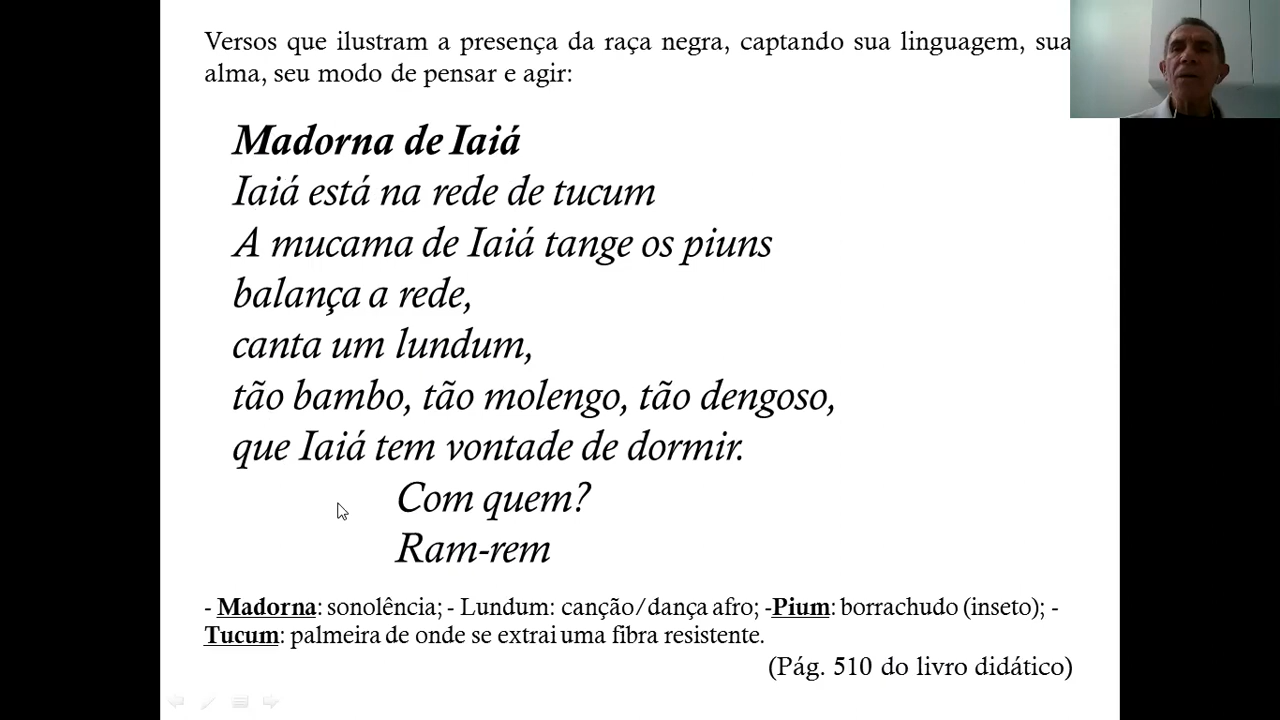 Versos que ilustram a presença da raça negra, captando sua linguagem, sua
alma, seu modo de pensar e agir:
Madorna de Iaiá
Iaiá está na rede de tucum
A mucama de Iaiá tange os piuns
balança a rede,
canta um lundum,
tão bambo, tão molengo, tão dengoso,
que Iaiá tem vontade de dormir.
Com quem?
Ram-rem
- Madorna: sonolência; - Lundum: canção/dança afro; -Pium: borrachudo (inseto); -
Tucum: palmeira de onde se extrai uma fibra resistente.
(Pág. 510 do livro didático)